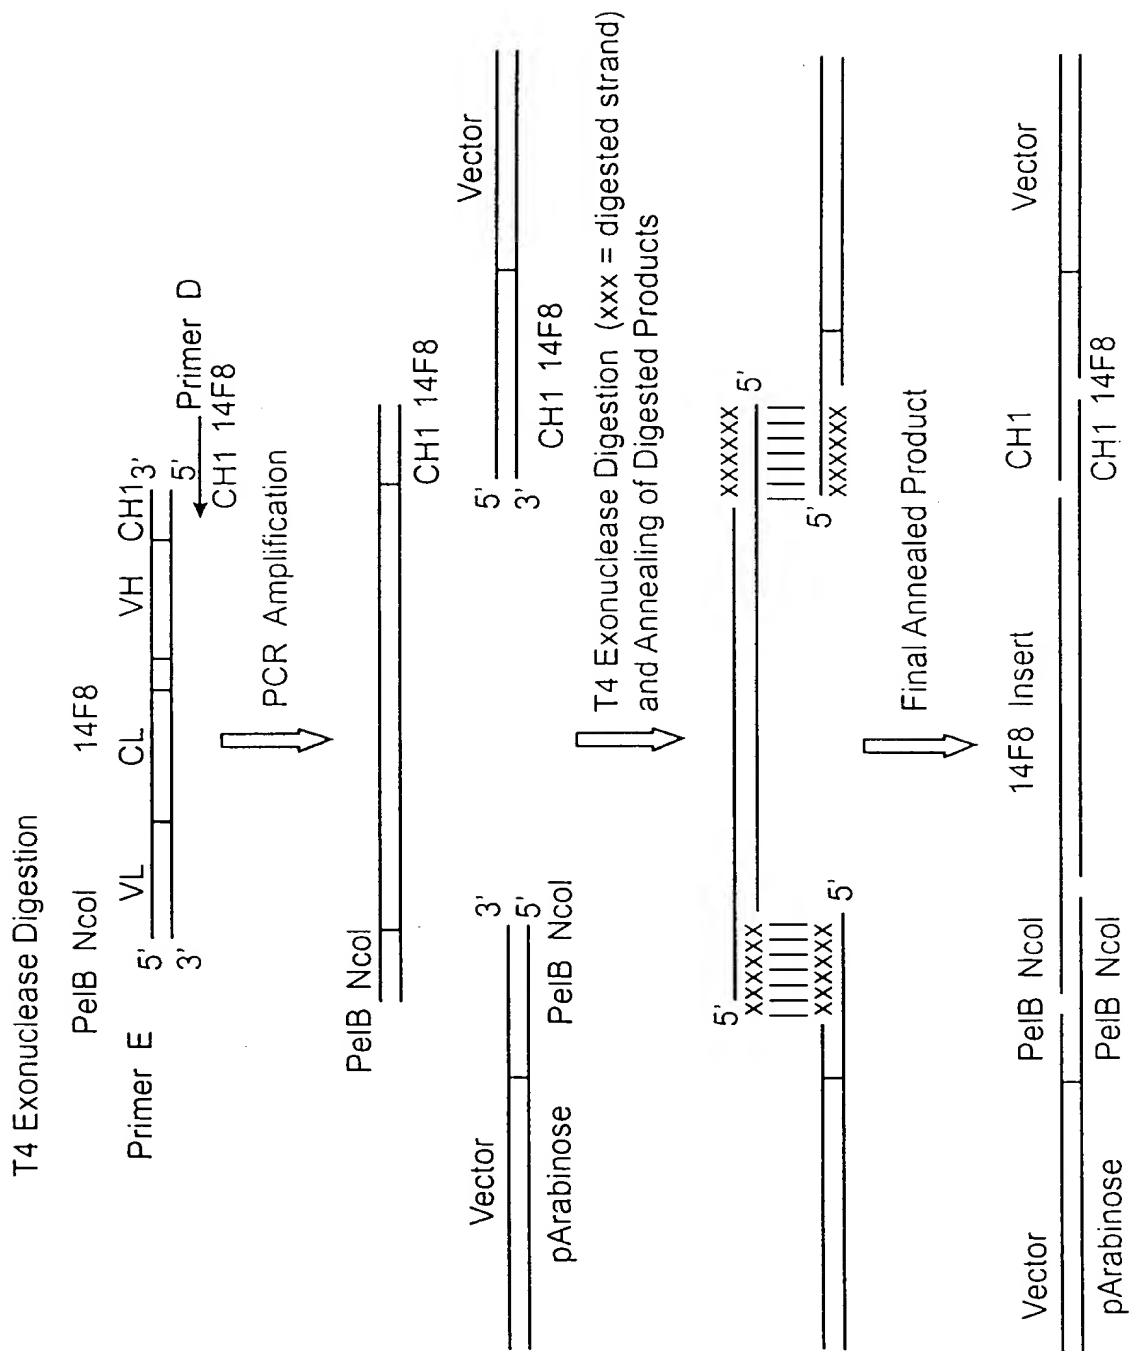 T4 Exonuclease Digestion
PelB NcoI 14F8
Primer E
5' VL CL VH CH1 3'
3' 5' Primer D
CH1 14F8
PCR Amplification
PelB NcoI
CH1 14F8
Vector 3' 5' Vector
5' 3'
pArabinose PelB NcoI CH1 14F8
T4 Exonuclease Digestion (xxx = digested strand)
and Annealing of Digested Products
5' xxxxxx
xxxxxx 5'
xxxxxx 5' 5' xxxxxx
Final Annealed Product
Vector PelB NcoI 14F8 Insert CH1 Vector
pArabinose PelB NcoI CH1 14F8